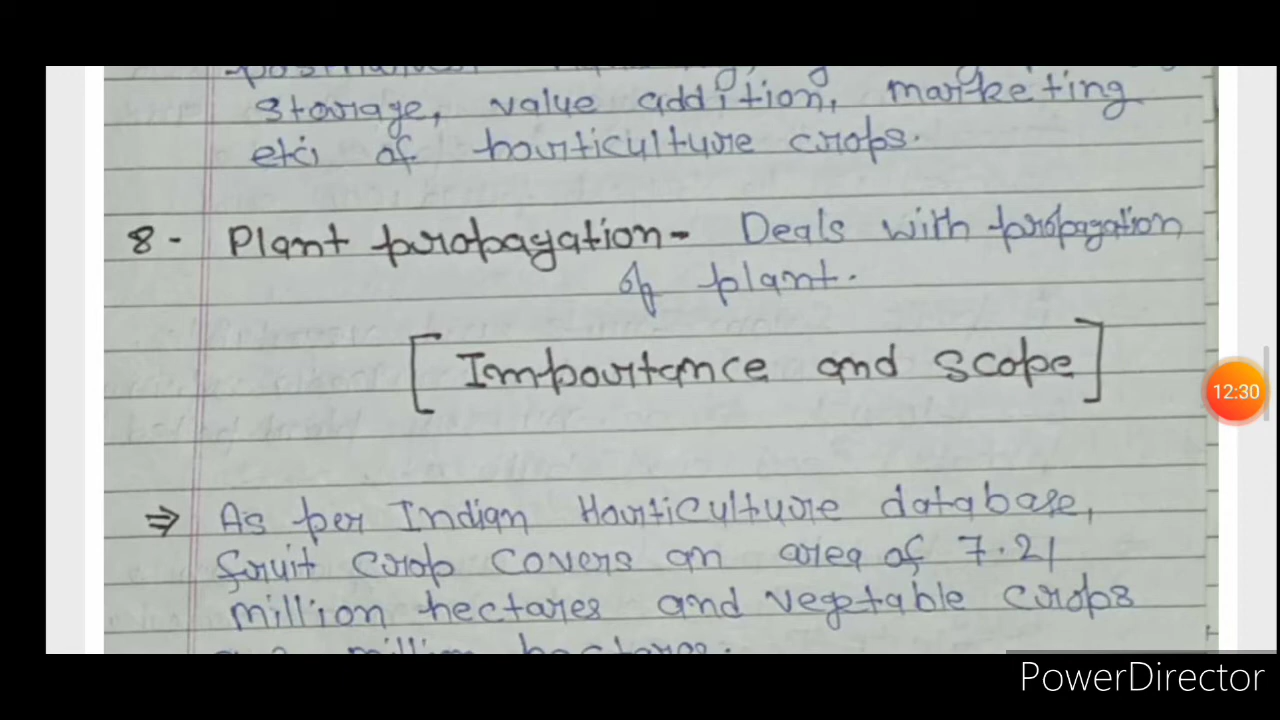 storage, value addition, marketing
etc. of horticulture crops.
8 - Plant propagation - Deals with propagation
of plant.
[Importance and scope]
12:30
⇒ As per Indian Horticulture database,
fruit crop covers an area of 7.21
million hectares and vegetable crops
million hectares.
PowerDirector